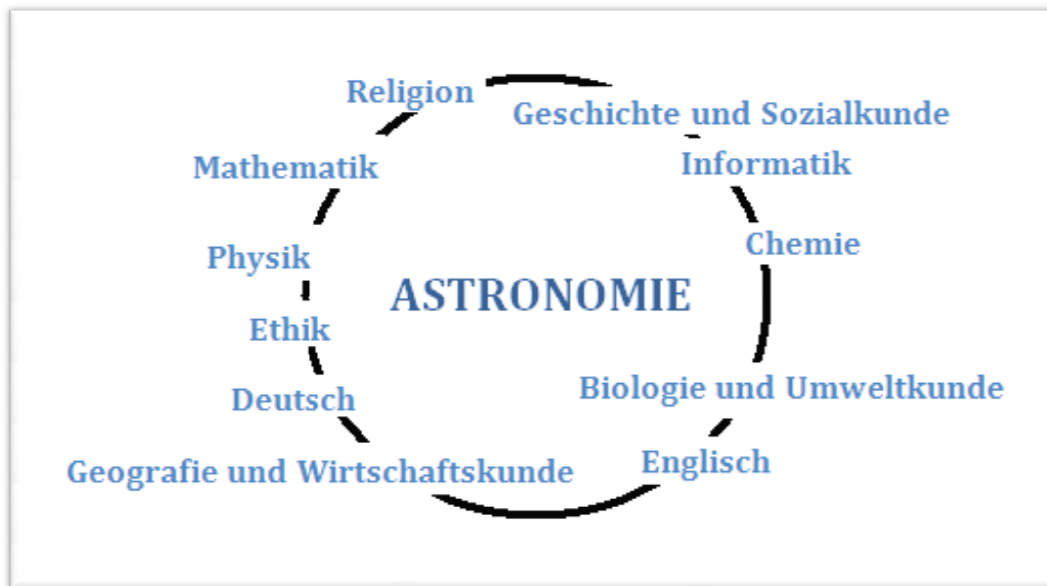 Religion
Geschichte und Sozialkunde
Mathematik
Informatik
Physik
Chemie
ASTRONOMIE
Ethik
Deutsch
Biologie und Umweltkunde
Geografie und Wirtschaftskunde
Englisch